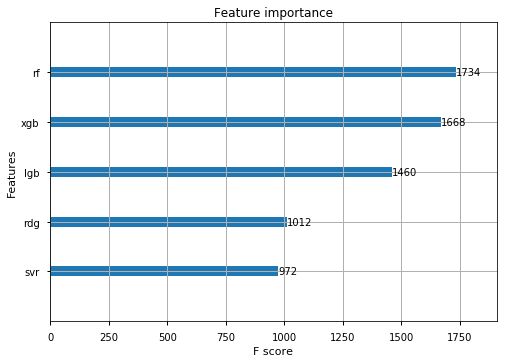 Feature importance
rf
1734
xgb
1668
lgb
1460
rdg
1012
svr
972
Features
0 250 500 750 1000 1250 1500 1750
F score